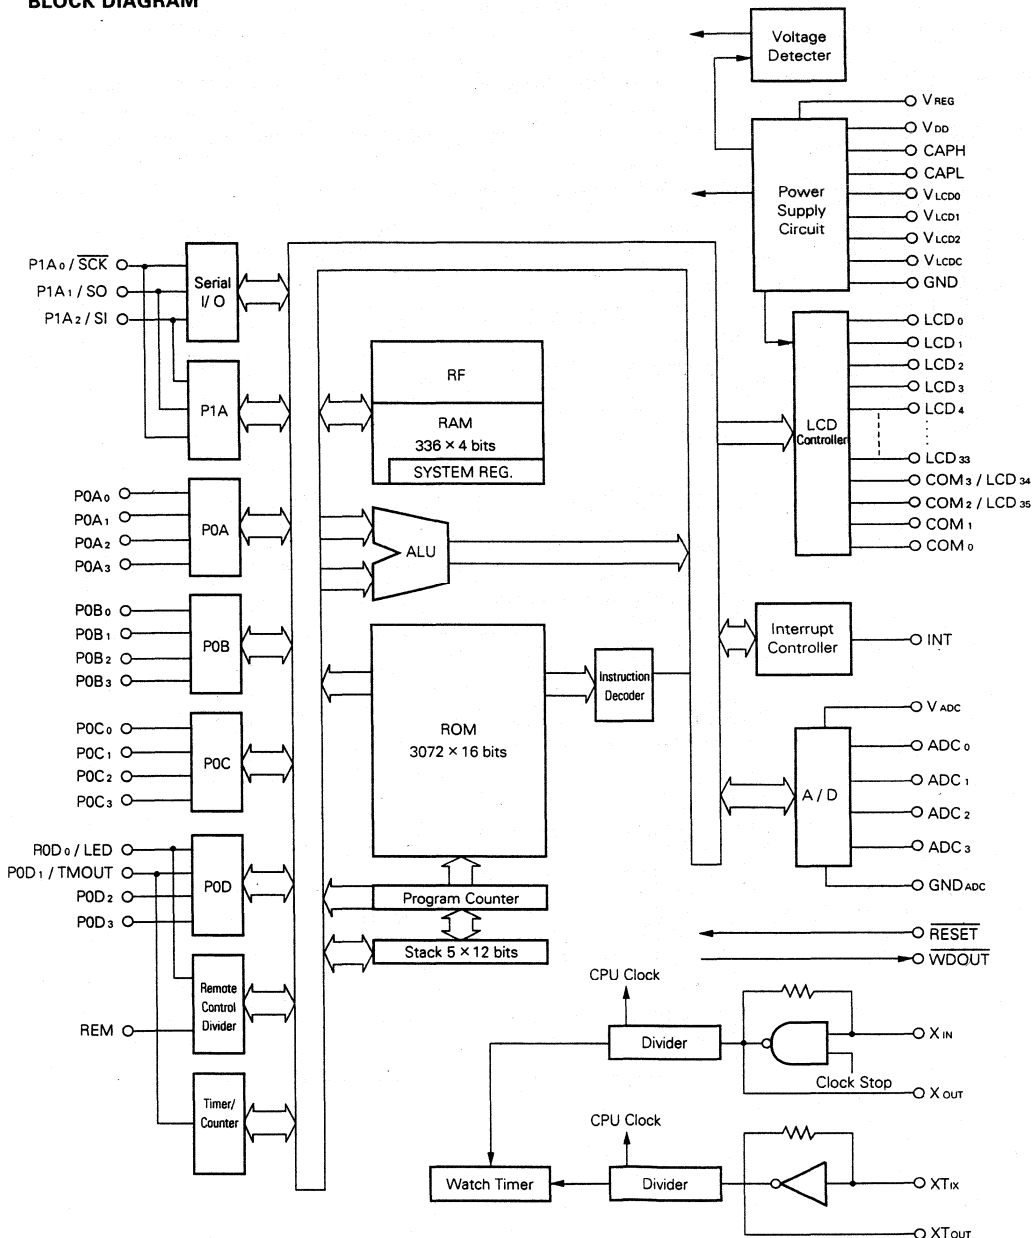 BLOCK DIAGRAM
Voltage
Detecter
VREG
VDD
CAPH
CAPL
VLCD0
VLCD1
VLCD2
VLCDC
GND
Power
Supply
Circuit
P1A0 / SCK
P1A1 / SO
P1A2 / SI
Serial
I/O
P1A
P0A0
P0A1
P0A2
P0A3
P0A
P0B0
P0B1
P0B2
P0B3
P0B
P0C0
P0C1
P0C2
P0C3
P0C
R0D0 / LED
P0D1 / TMOUT
P0D2
P0D3
P0D
REM
Remote
Control
Divider
Timer/
Counter
RF
RAM
336 × 4 bits
SYSTEM REG.
ALU
ROM
3072 × 16 bits
Instruction
Decoder
Program Counter
Stack 5 × 12 bits
LCD
Controller
LCD0
LCD1
LCD2
LCD3
LCD4
LCD33
COM3 / LCD34
COM2 / LCD35
COM1
COM0
Interrupt
Controller
INT
VADC
A / D
ADC0
ADC1
ADC2
ADC3
GNDADC
RESET
WDOUT
CPU Clock
Divider
XIN
Clock Stop
XOUT
CPU Clock
Watch Timer
Divider
XTIX
XTOUT